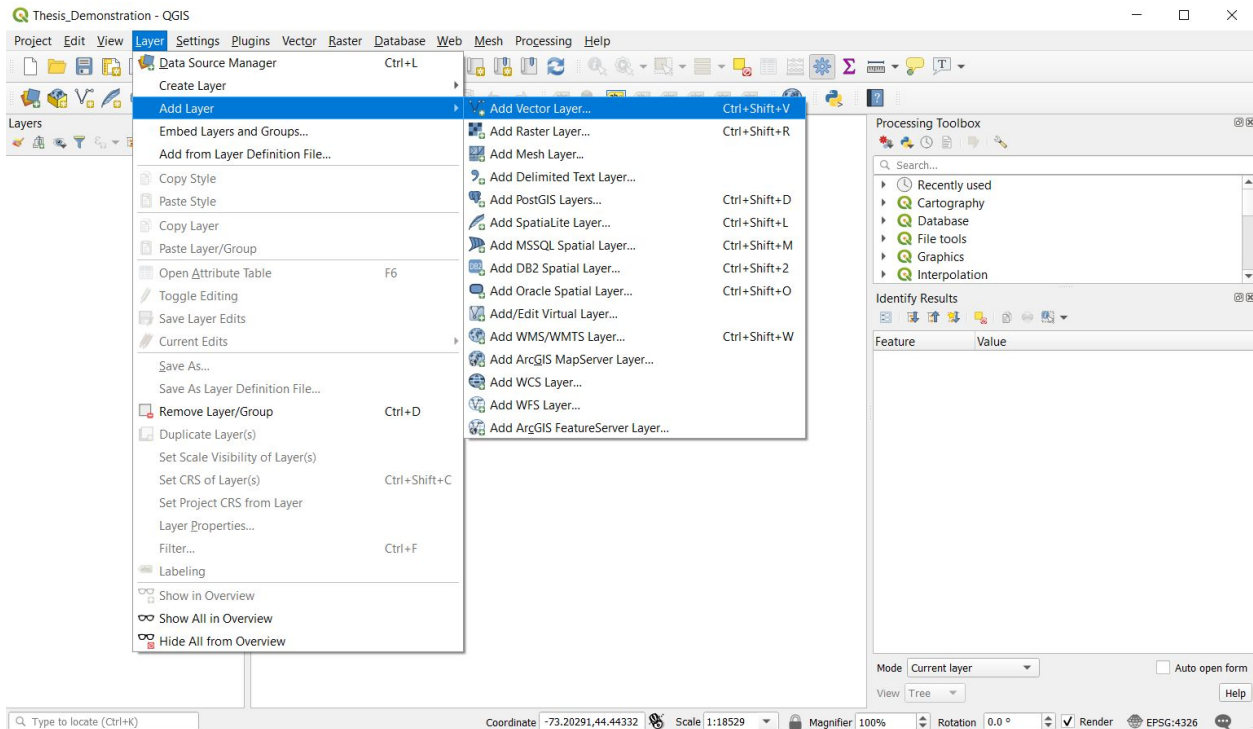 Thesis_Demonstration - QGIS
Project Edit View Layer Settings Plugins Vector Raster Database Web Mesh Processing Help
Data Source Manager Ctrl+L
Create Layer
Add Layer
Embed Layers and Groups...
Add from Layer Definition File...
Copy Style
Paste Style
Copy Layer
Paste Layer/Group
Open Attribute Table F6
Toggle Editing
Save Layer Edits
Current Edits
Save As...
Save As Layer Definition File...
Remove Layer/Group Ctrl+D
Duplicate Layer(s)
Set Scale Visibility of Layer(s)
Set CRS of Layer(s) Ctrl+Shift+C
Set Project CRS from Layer
Layer Properties...
Filter... Ctrl+F
Labeling
Show in Overview
Show All in Overview
Hide All from Overview
Add Vector Layer... Ctrl+Shift+V
Add Raster Layer... Ctrl+Shift+R
Add Mesh Layer...
Add Delimited Text Layer...
Add PostGIS Layers... Ctrl+Shift+D
Add SpatiaLite Layer... Ctrl+Shift+L
Add MSSQL Spatial Layer... Ctrl+Shift+M
Add DB2 Spatial Layer... Ctrl+Shift+2
Add Oracle Spatial Layer... Ctrl+Shift+O
Add/Edit Virtual Layer...
Add WMS/WMTS Layer... Ctrl+Shift+W
Add ArcGIS MapServer Layer...
Add WCS Layer...
Add WFS Layer...
Add ArcGIS FeatureServer Layer...
Layers
Processing Toolbox
Search...
Recently used
Cartography
Database
File tools
Graphics
Interpolation
Identify Results
Feature Value
Mode Current layer Auto open form
View Tree Help
Type to locate (Ctrl+K) Coordinate -73.20291,44.44332 Scale 1:18529 Magnifier 100% Rotation 0.0 ° Render EPSG:4326